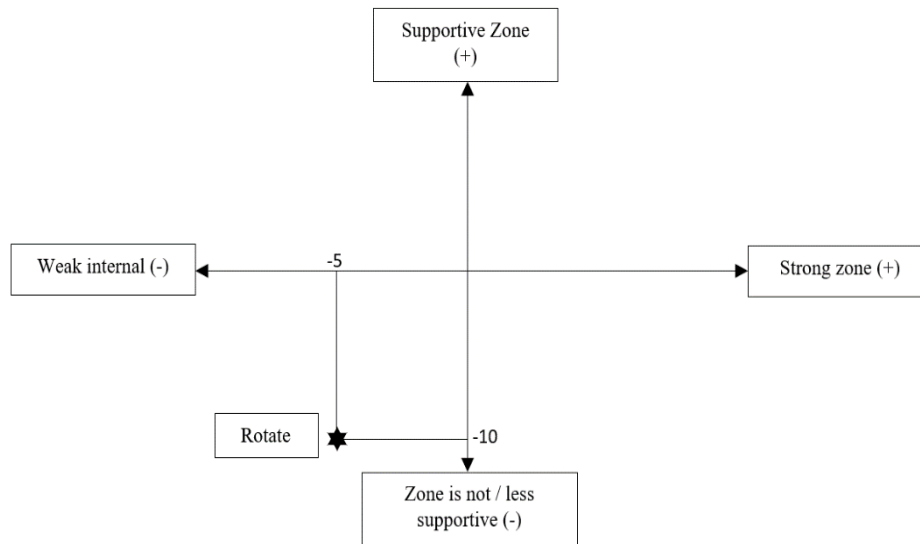 Supportive Zone
(+)
-5
Weak internal (-)
Strong zone (+)
Rotate
-10
Zone is not / less
supportive (-)